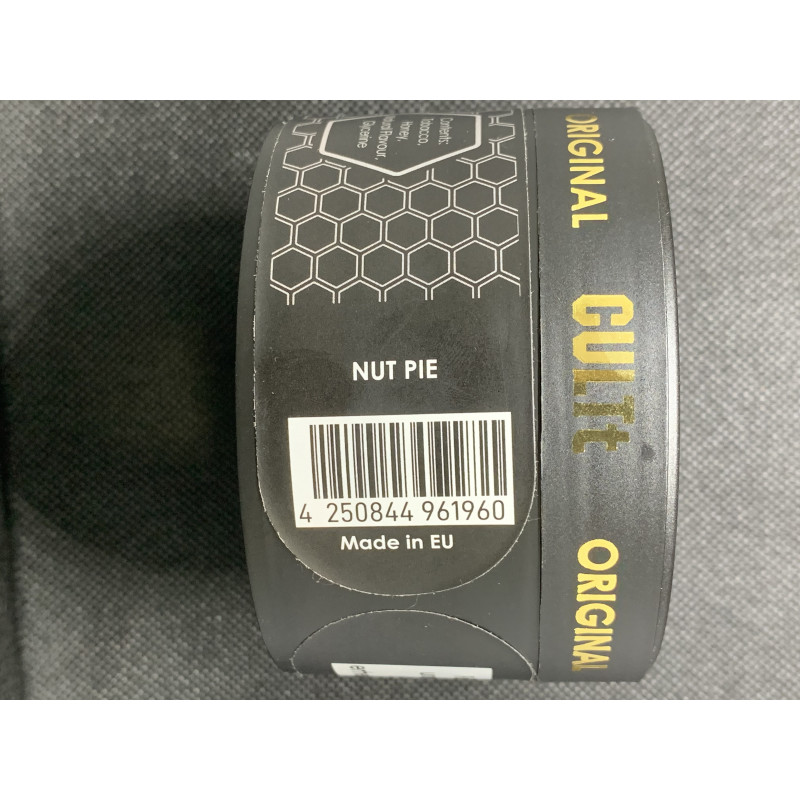 Contents:
Tobacco,
Honey,
Flavour,
Glycerine
NUT PIE
4 250844 961960
Made in EU
ORIGINAL
CULTt
ORIGINAL